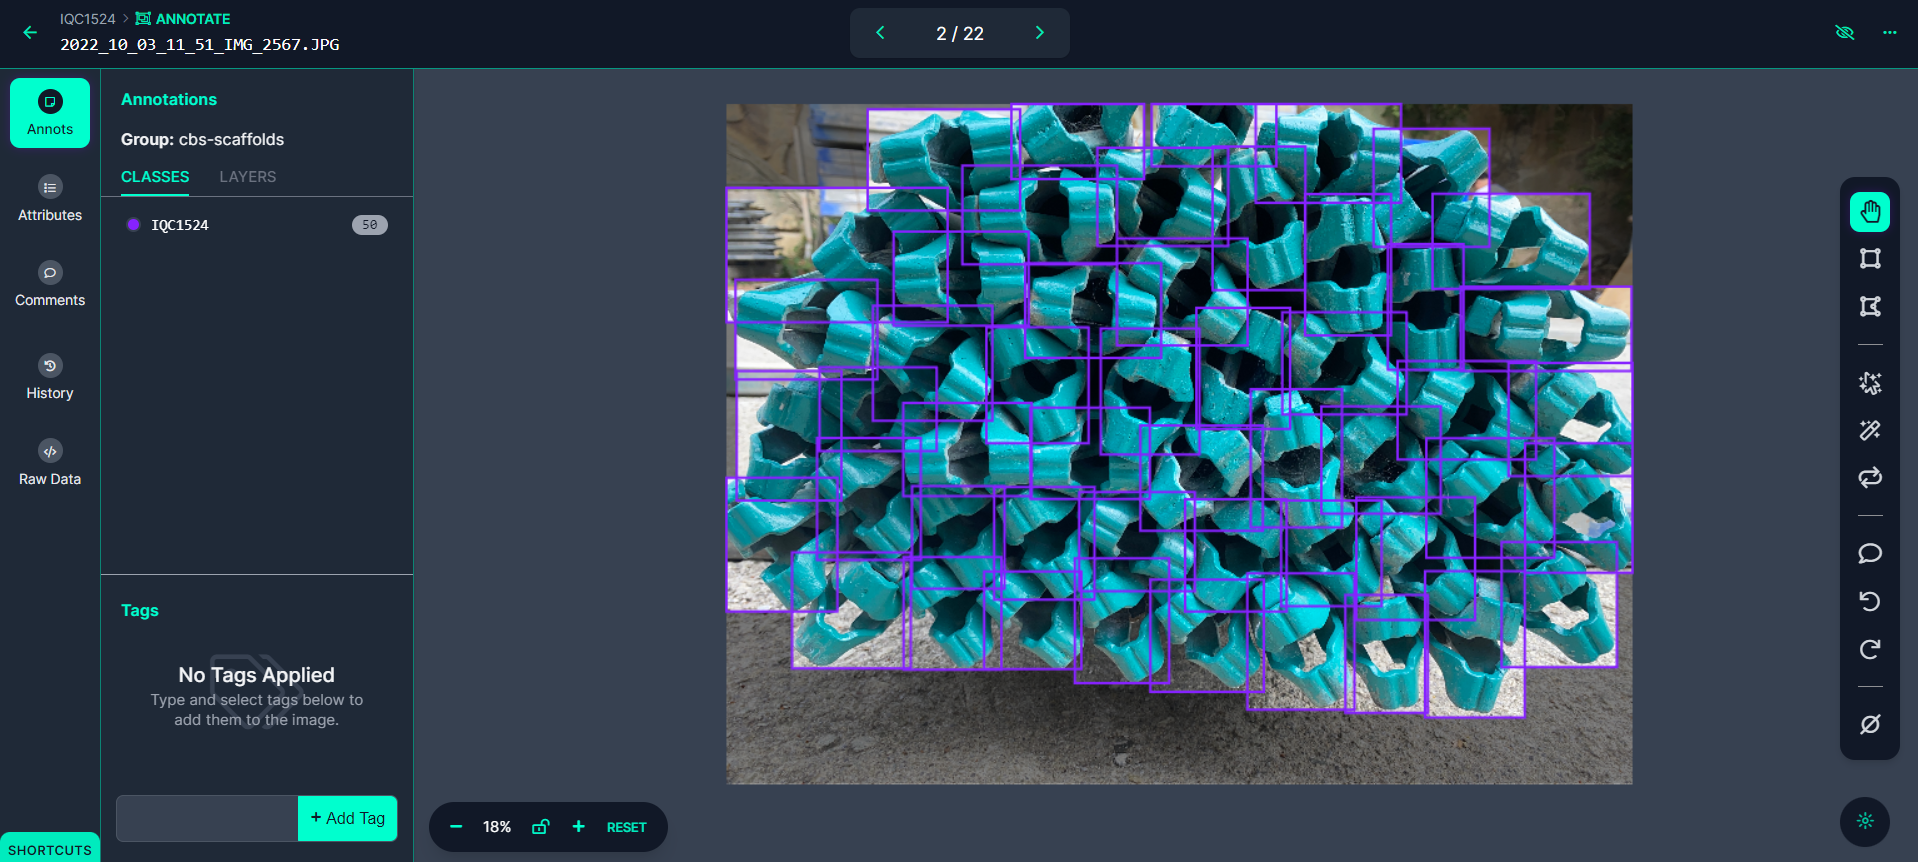 IQC1524 > ANNOTATE
2022_10_03_11_51_IMG_2567.JPG
2 / 22
Annots
Attributes
Comments
History
Raw Data
SHORTCUTS
Annotations
Group: cbs-scaffolds
CLASSES LAYERS
IQC1524 50
Tags
No Tags Applied
Type and select tags below to
add them to the image.
+ Add Tag
18% RESET